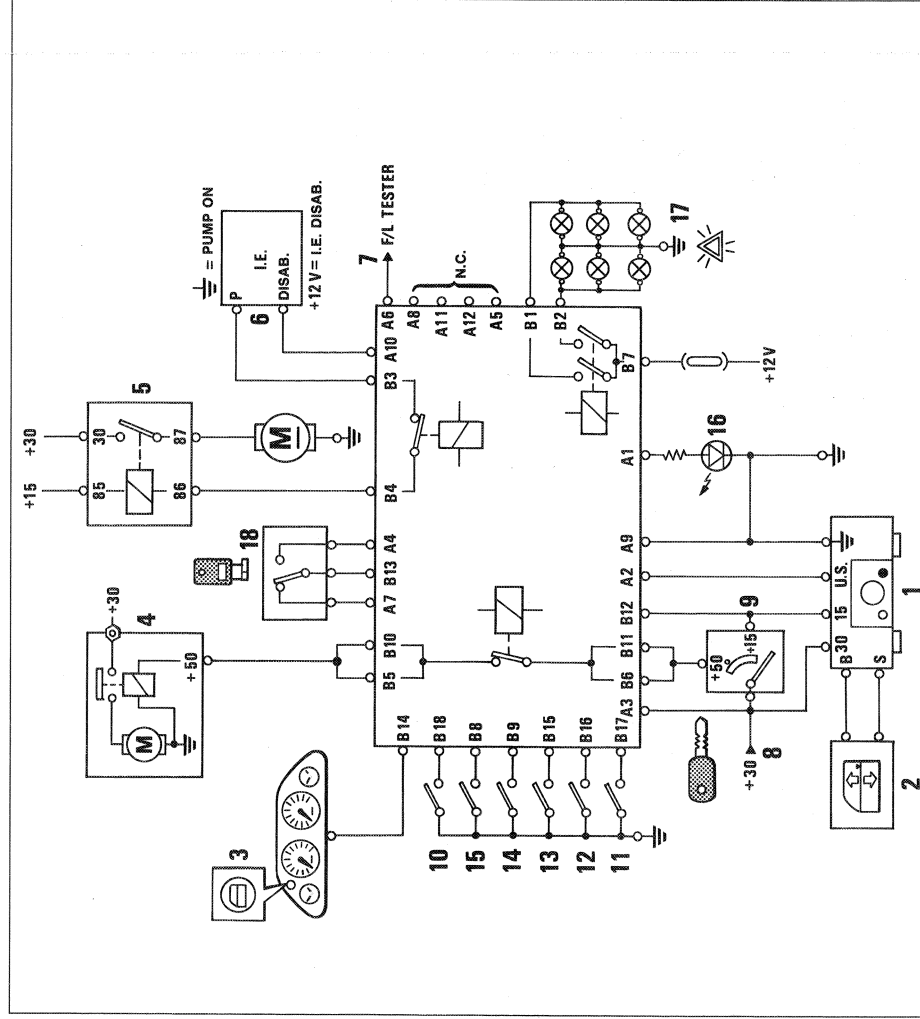 = PUMP ON
P
I.E.
DISAB.
+12 V = I.E. DISAB.
6
7
F/L TESTER
+30
+15
5
30
85
87
86
M
18
+30
4
+50
M
3
A6
A8
A11
A12
A5
N.C.
A10
B3
B4
A4
B13
A7
B10
B5
B14
B18
B8
B9
B15
B16
B17
10
15
14
13
12
11
B1
B2
B7
17
+12V
A1
16
A9
A2
B12
B11
B6
A3
9
+50
+15
+30
8
U.S.
15
30
B
S
1
2